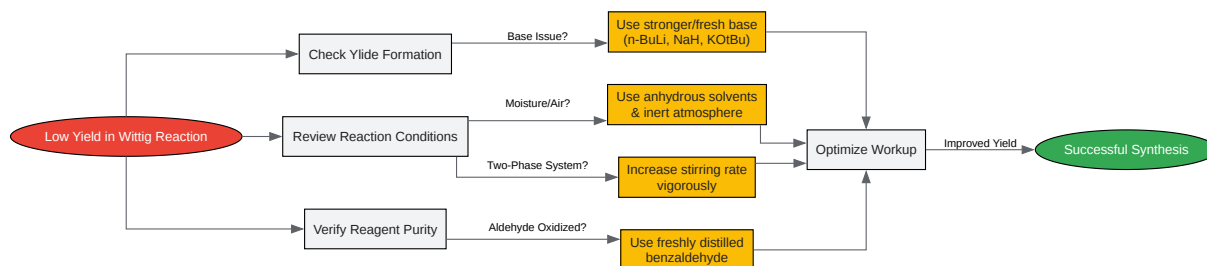 Low Yield in Wittig Reaction
Check Ylide Formation
Base Issue?
Use stronger/fresh base
(n-BuLi, NaH, KOtBu)
Review Reaction Conditions
Moisture/Air?
Use anhydrous solvents
& inert atmosphere
Two-Phase System?
Increase stirring rate
vigorously
Verify Reagent Purity
Aldehyde Oxidized?
Use freshly distilled
benzaldehyde
Optimize Workup
Improved Yield
Successful Synthesis